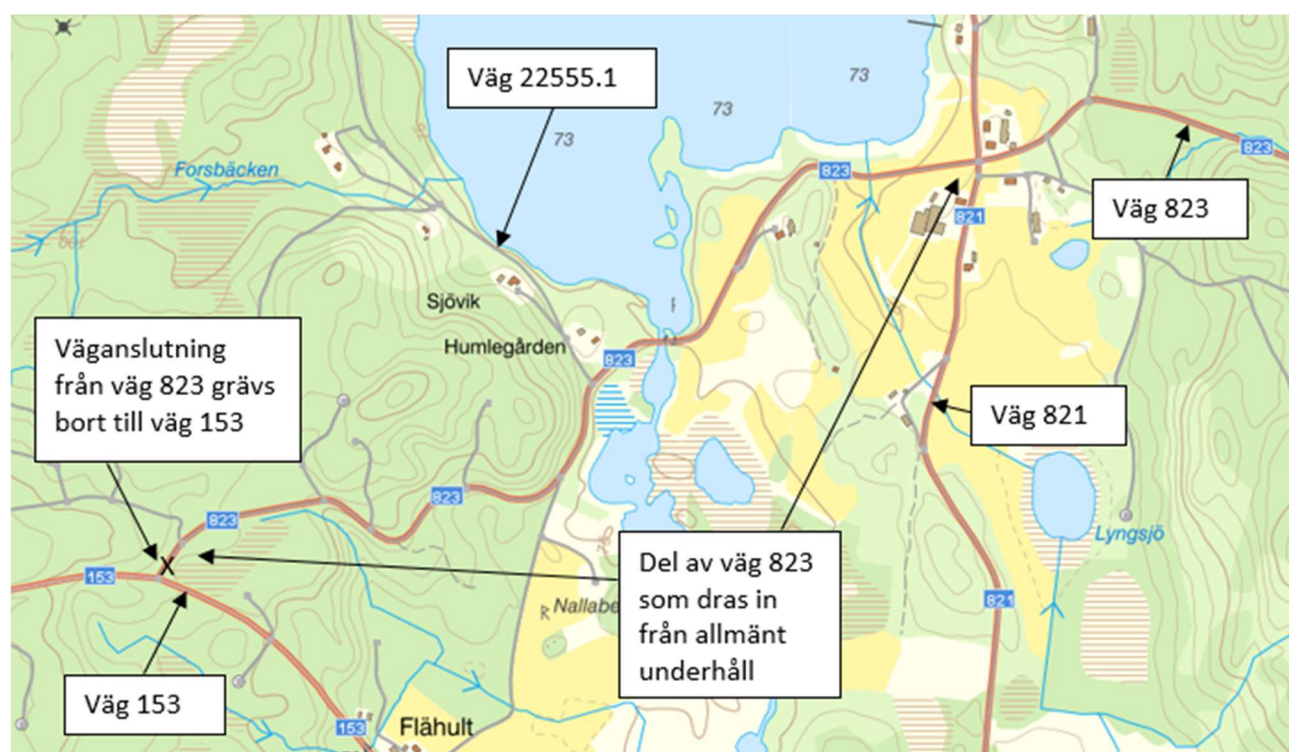 Väg 22555.1
73
73
73
Forsbäcken
823
823
821
Väg 823
Sjövik
Humlegården
823
Väganslutning
från väg 823 grävs
bort till väg 153
Väg 821
823
823
Del av väg 823
som dras in
från allmänt
underhåll
Lyngsjö
X
153
R
821
Väg 153
153
Flähult